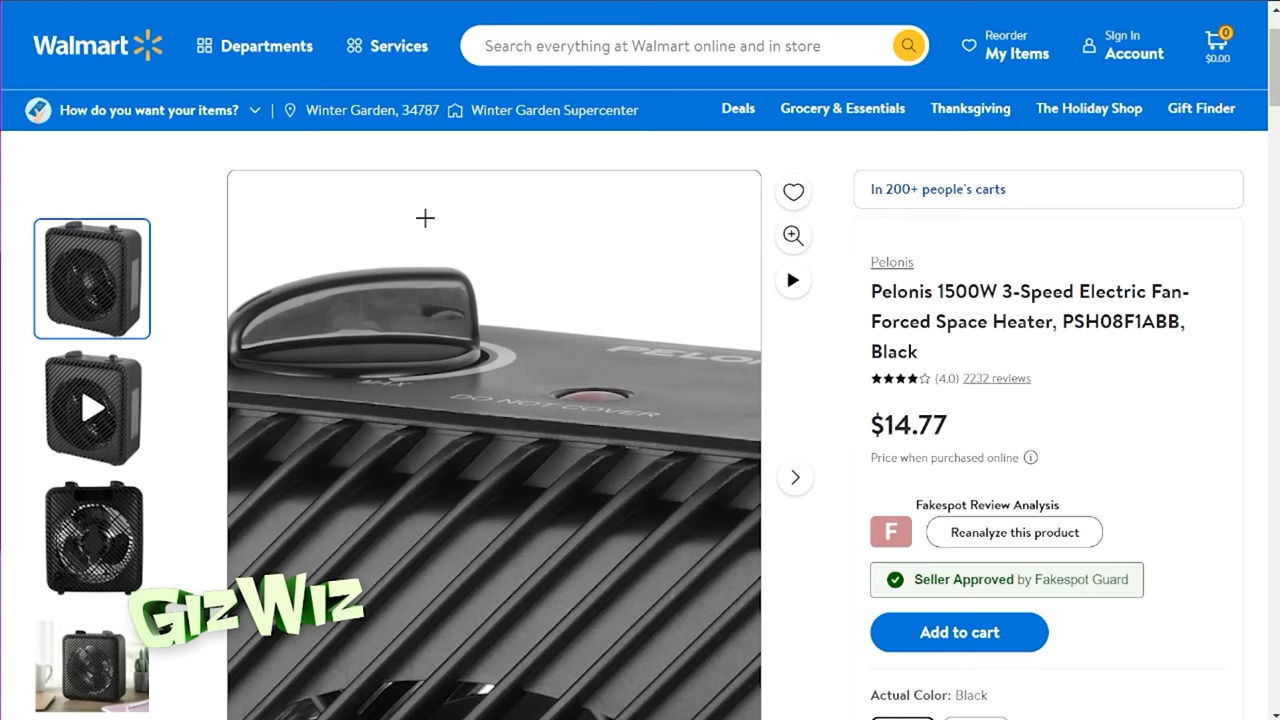 Walmart
Departments
Services
Search everything at Walmart online and in store
Reorder
My Items
Sign In
Account
0
$0.00
How do you want your items?
Winter Garden, 34787
Winter Garden Supercenter
Deals
Grocery & Essentials
Thanksgiving
The Holiday Shop
Gift Finder
In 200+ people's carts
Pelonis
Pelonis 1500W 3-Speed Electric Fan-
Forced Space Heater, PSH08F1ABB,
Black
(4.0) 2232 reviews
$14.77
Price when purchased online
Fakespot Review Analysis
F
Reanalyze this product
Seller Approved by Fakespot Guard
Add to cart
Actual Color: Black
PELO
MAX
DO NOT COVER
GizWiz